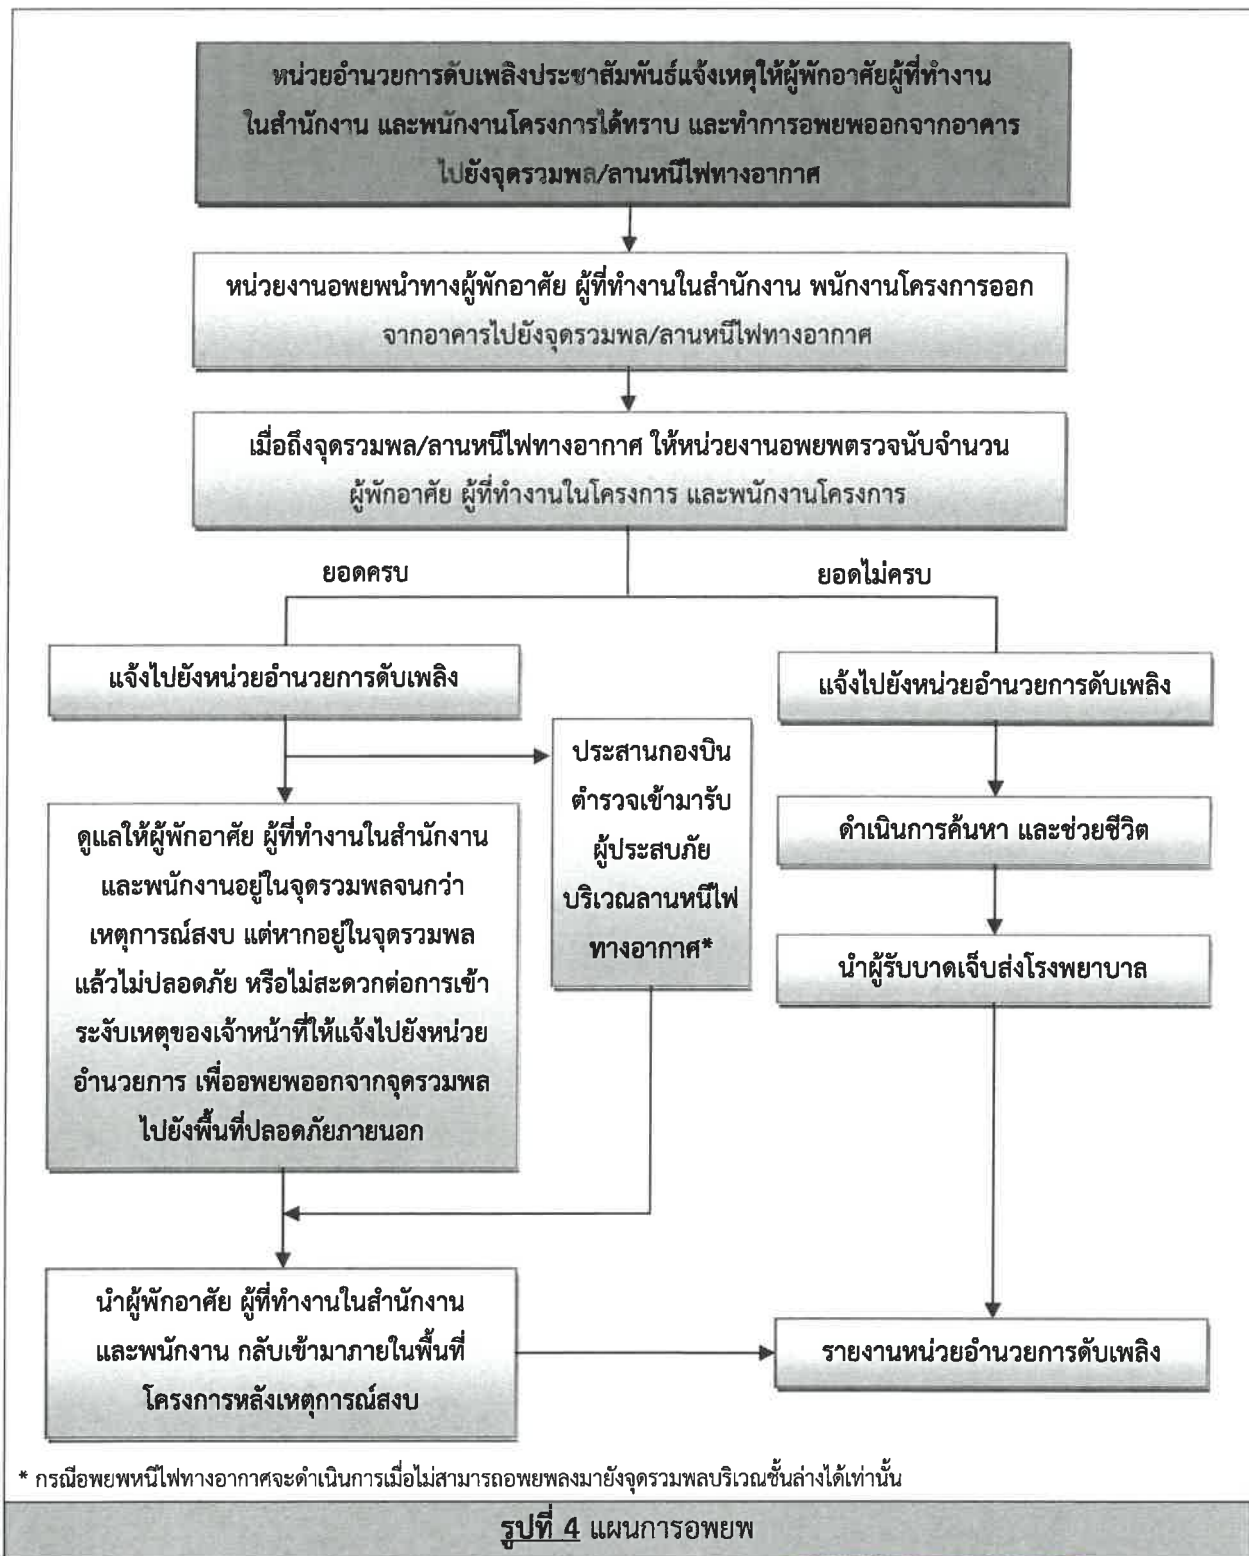 หน่วยอำนวยการดับเพลิงประชาสัมพันธ์แจ้งเหตุให้ผู้พักอาศัยผู้ที่ทำงาน
ในสำนักงาน และพนักงานโครงการได้ทราบ และทำการอพยพออกจากอาคาร
ไปยังจุดรวมพล/ลานหนีไฟทางอากาศ
หน่วยงานอพยพนำทางผู้พักอาศัย ผู้ที่ทำงานในสำนักงาน พนักงานโครงการออก
จากอาคารไปยังจุดรวมพล/ลานหนีไฟทางอากาศ
เมื่อถึงจุดรวมพล/ลานหนีไฟทางอากาศ ให้หน่วยงานอพยพตรวจนับจำนวน
ผู้พักอาศัย ผู้ที่ทำงานในโครงการ และพนักงานโครงการ
ยอดครบ
ยอดไม่ครบ
แจ้งไปยังหน่วยอำนวยการดับเพลิง
แจ้งไปยังหน่วยอำนวยการดับเพลิง
ประสานกองบิน
ตำรวจเข้ามารับ
ผู้ประสบภัย
บริเวณลานหนีไฟ
ทางอากาศ*
ดูแลให้ผู้พักอาศัย ผู้ที่ทำงานในสำนักงาน
และพนักงานอยู่ในจุดรวมพลจนกว่า
เหตุการณ์สงบ แต่หากอยู่ในจุดรวมพล
แล้วไม่ปลอดภัย หรือไม่สะดวกต่อการเข้า
ระงับเหตุของเจ้าหน้าที่ให้แจ้งไปยังหน่วย
อำนวยการ เพื่ออพยพออกจากจุดรวมพล
ไปยังพื้นที่ปลอดภัยภายนอก
ดำเนินการค้นหา และช่วยชีวิต
นำผู้รับบาดเจ็บส่งโรงพยาบาล
นำผู้พักอาศัย ผู้ที่ทำงานในสำนักงาน
และพนักงาน กลับเข้ามาภายในพื้นที่
โครงการหลังเหตุการณ์สงบ
รายงานหน่วยอำนวยการดับเพลิง
* กรณีอพยพหนีไฟทางอากาศจะดำเนินการเมื่อไม่สามารถอพยพลงมายังจุดรวมพลบริเวณชั้นล่างได้เท่านั้น
รูปที่ 4 แผนการอพยพ